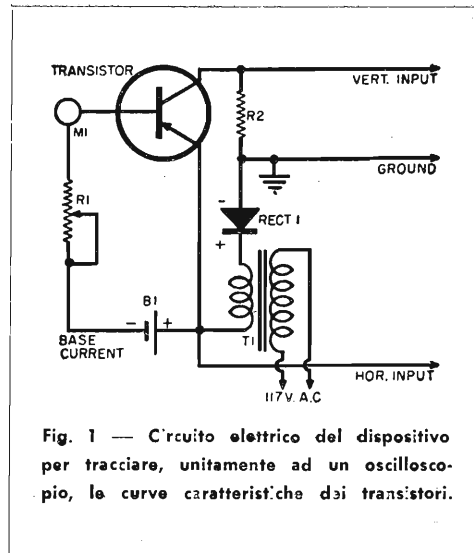 TRANSISTOR
VERT. INPUT
M1
R2
GROUND
R1
-
RECT 1
+
B1
- +
BASE
CURRENT
T1
HOR. INPUT
117V. A.C
Fig. 1 — Circuito elettrico del dispositivo
per tracciare, unitamente ad un oscillosco-
pio, le curve caratteristiche dei transistori.